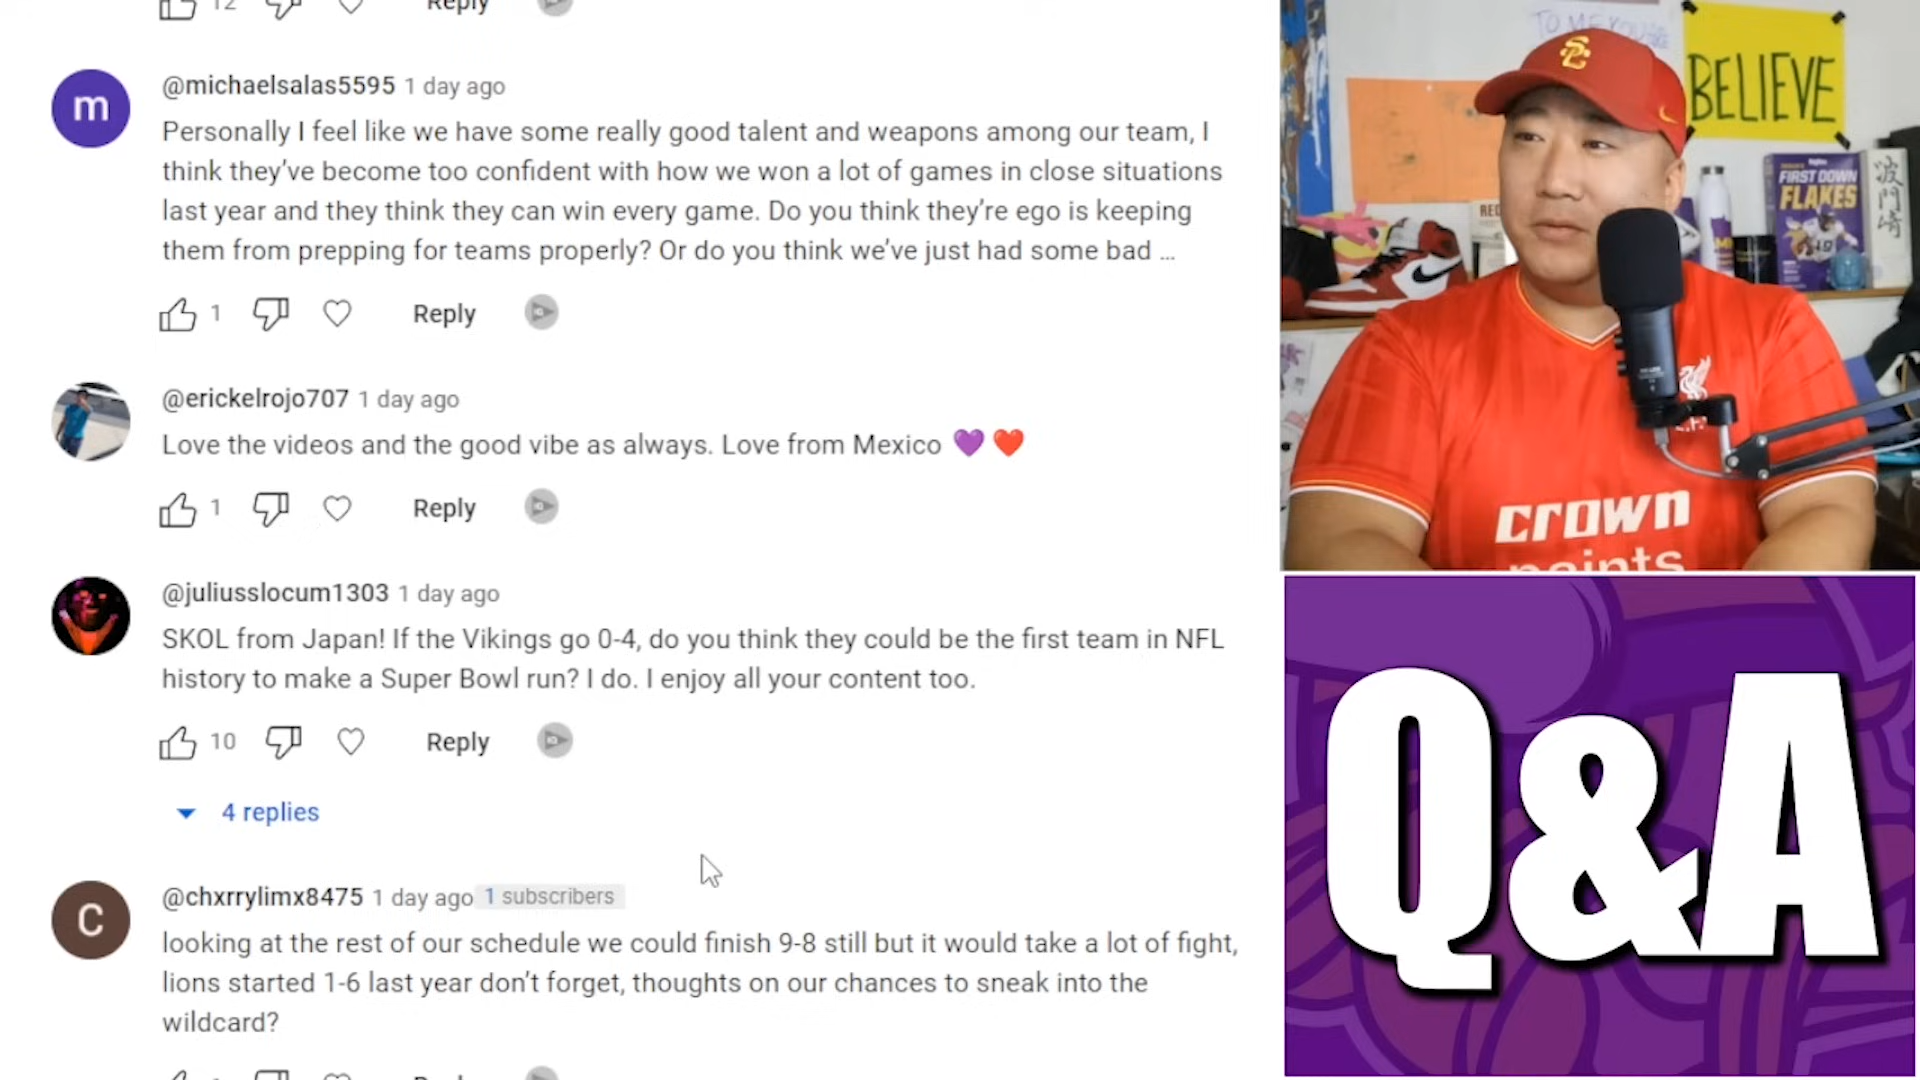 12 Reply
@michaelsalas5595 1 day ago
Personally I feel like we have some really good talent and weapons among our team, I
think they've become too confident with how we won a lot of games in close situations
last year and they think they can win every game. Do you think they're ego is keeping
them from prepping for teams properly? Or do you think we've just had some bad ...
1 Reply
@erickelrojo707 1 day ago
Love the videos and the good vibe as always. Love from Mexico 💜 ❤️
1 Reply
@juliusslocum1303 1 day ago
SKOL from Japan! If the Vikings go 0-4, do you think they could be the first team in NFL
history to make a Super Bowl run? I do. I enjoy all your content too.
10 Reply
4 replies
@chxrrylimx8475 1 day ago 1 subscribers
looking at the rest of our schedule we could finish 9-8 still but it would take a lot of fight,
lions started 1-6 last year don't forget, thoughts on our chances to sneak into the
wildcard?
m
C
TO ME
BELIEVE
SC
FIRST DOWN
FLAKES
波
門
崎
crown
paints
Q&A